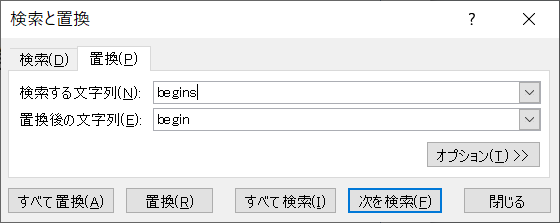 検索と置換
検索(D) 置換(P)
検索する文字列(N): begins
置換後の文字列(E): begin
オプション(T) >>
すべて置換(A) 置換(R) すべて検索(I) 次を検索(F) 閉じる